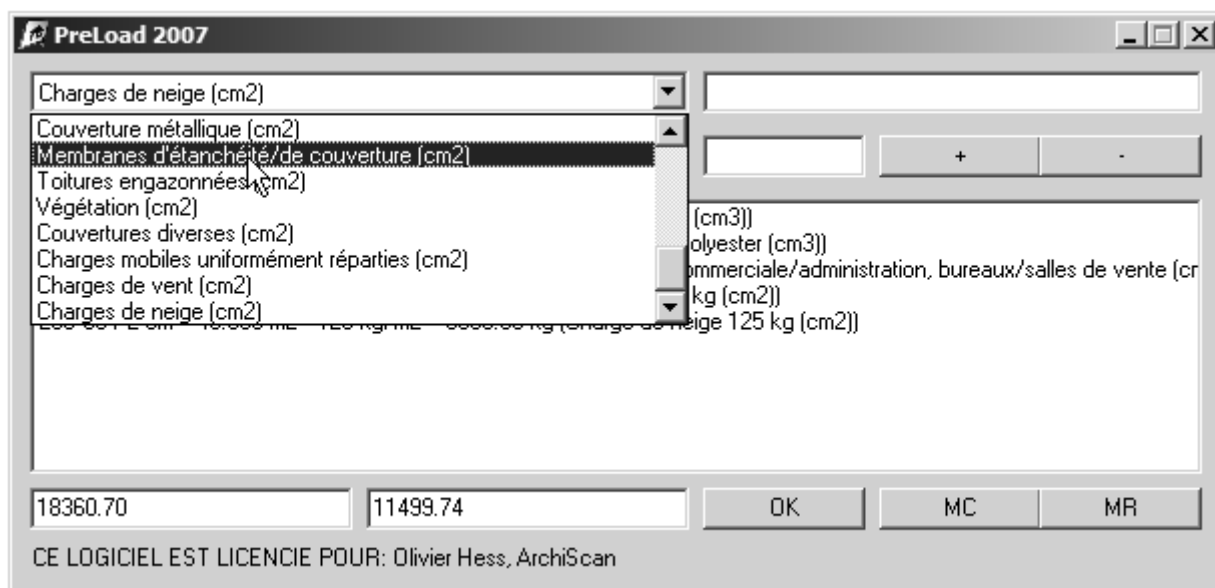 PreLoad 2007
Charges de neige (cm2)
Couverture métallique (cm2)
Membranes d'étanchéité/de couverture (cm2)
+ -
Toitures engazonnées (cm2)
Végétation (cm2)
(cm3))
Couvertures diverses (cm2)
olyester (cm3))
Charges mobiles uniformément réparties (cm2)
ommerciale/administration, bureaux/salles de vente (cr
Charges de vent (cm2)
kg (cm2))
Charges de neige (cm2)
neige 125 kg (cm2))
18360.70 11499.74 OK MC MR
CE LOGICIEL EST LICENCIE POUR: Olivier Hess, ArchiScan